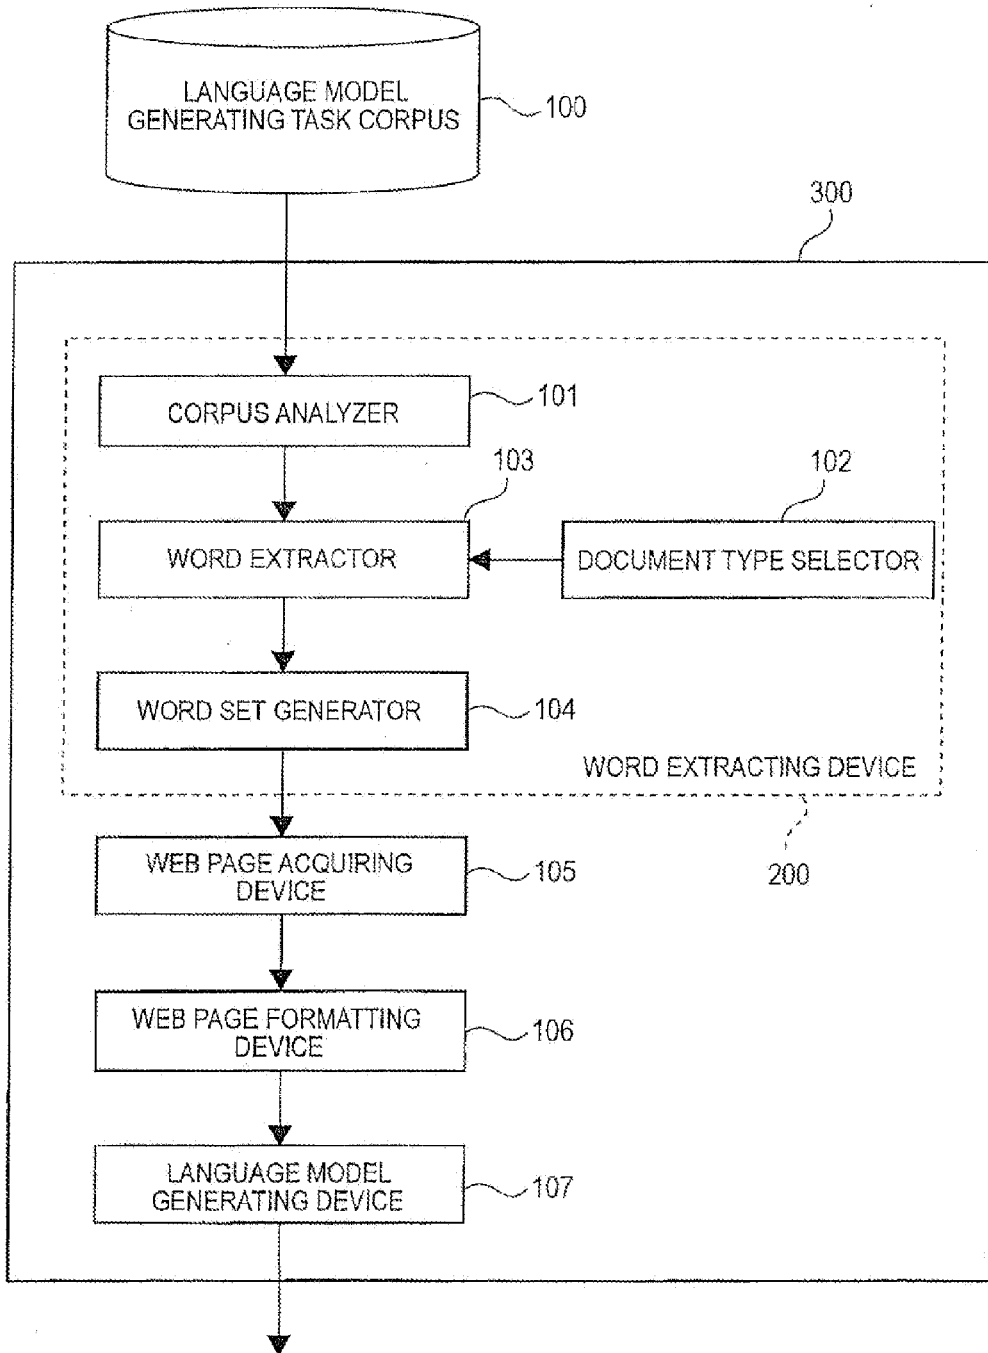 LANGUAGE MODEL
GENERATING TASK CORPUS
100
300
CORPUS ANALYZER
101
103
102
WORD EXTRACTOR
DOCUMENT TYPE SELECTOR
WORD SET GENERATOR
104
WORD EXTRACTING DEVICE
200
WEB PAGE ACQUIRING
DEVICE
105
WEB PAGE FORMATTING
DEVICE
106
LANGUAGE MODEL
GENERATING DEVICE
107